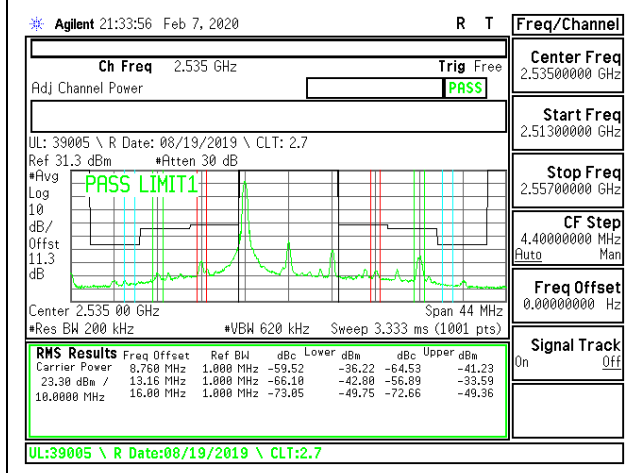 Agilent 21:33:56 Feb 7, 2020 R T
Freq/Channel
Ch Freq 2.535 GHz Trig Free
Adj Channel Power PASS
UL: 39005 \ R Date: 08/19/2019 \ CLT: 2.7
Ref 31.3 dBm #Atten 30 dB
#Avg
Log
10
dB/
Offst
11.3
dB
PASS LIMIT1
Center 2.535 00 GHz Span 44 MHz
#Res BW 200 kHz #VBW 620 kHz Sweep 3.333 ms (1001 pts)
RMS Results Freq Offset Ref BW dBc Lower dBm dBc Upper dBm
Carrier Power 8.760 MHz 1.000 MHz -59.52 -36.22 -64.53 -41.23
23.30 dBm / 13.16 MHz 1.000 MHz -66.10 -42.80 -56.89 -33.59
10.0000 MHz 16.00 MHz 1.000 MHz -73.05 -49.75 -72.66 -49.36
UL:39005 \ R Date:08/19/2019 \ CLT:2.7
Center Freq
2.53500000 GHz
Start Freq
2.51300000 GHz
Stop Freq
2.55700000 GHz
CF Step
4.40000000 MHz
Auto Man
Freq Offset
0.00000000 Hz
Signal Track
On Off